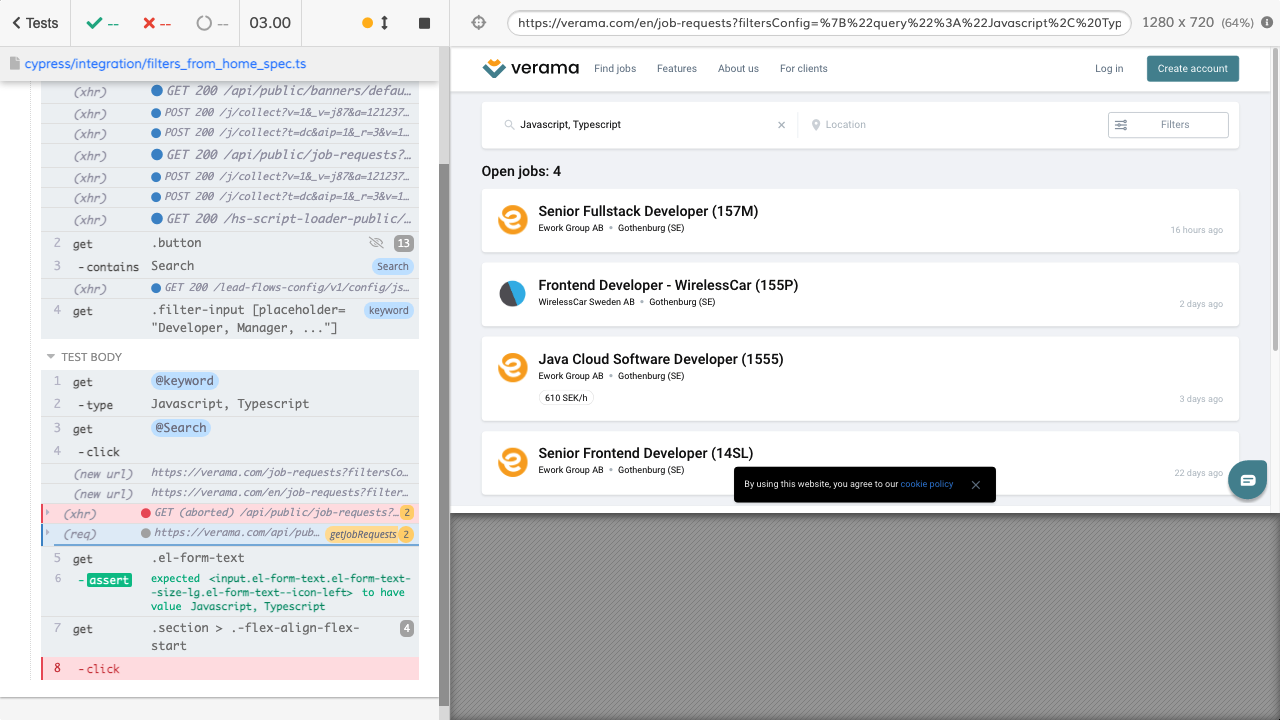 Tests
--
--
--
03.00
cypress/integration/filters_from_home_spec.ts
(xhr) GET 200 /api/public/banners/defau...
(xhr) POST 200 /j/collect?v=1&_v=j87&a=121237...
(xhr) POST 200 /j/collect?t=dc&aip=1&_r=3&v=1...
(xhr) GET 200 /api/public/job-requests?...
(xhr) POST 200 /j/collect?v=1&_v=j87&a=121237...
(xhr) POST 200 /j/collect?t=dc&aip=1&_r=3&v=1...
(xhr) GET 200 /hs-script-loader-public/...
2 get .button 13
3 -contains Search Search
(xhr) GET 200 /lead-flows-config/v1/config/js...
4 get .filter-input [placeholder= keyword
"Developer, Manager, ..."]
TEST BODY
1 get @keyword
2 -type Javascript, Typescript
3 get @Search
4 -click
(new url) https://verama.com/job-requests?filtersCo...
(new url) https://verama.com/en/job-requests?filter...
(xhr) GET (aborted) /api/public/job-requests?... 2
(req) https://verama.com/api/pub... getJobRequests 2
5 get .el-form-text
6 -assert expected <input.el-form-text.el-form-text-
-size-lg.el-form-text--icon-left> to have
value Javascript, Typescript
7 get .section > .-flex-align-flex- 4
start
8 -click
https://verama.com/en/job-requests?filtersConfig=%7B%22query%22%3A%22Javascript%2C%20Typ
1280 x 720 (64%)
verama
Find jobs
Features
About us
For clients
Log in
Create account
Javascript, Typescript
Location
Filters
Open jobs: 4
Senior Fullstack Developer (157M)
Ework Group AB • Gothenburg (SE)
16 hours ago
Frontend Developer - WirelessCar (155P)
WirelessCar Sweden AB • Gothenburg (SE)
2 days ago
Java Cloud Software Developer (1555)
Ework Group AB • Gothenburg (SE)
610 SEK/h
3 days ago
Senior Frontend Developer (14SL)
Ework Group AB • Gothenburg (SE)
22 days ago
By using this website, you agree to our cookie policy